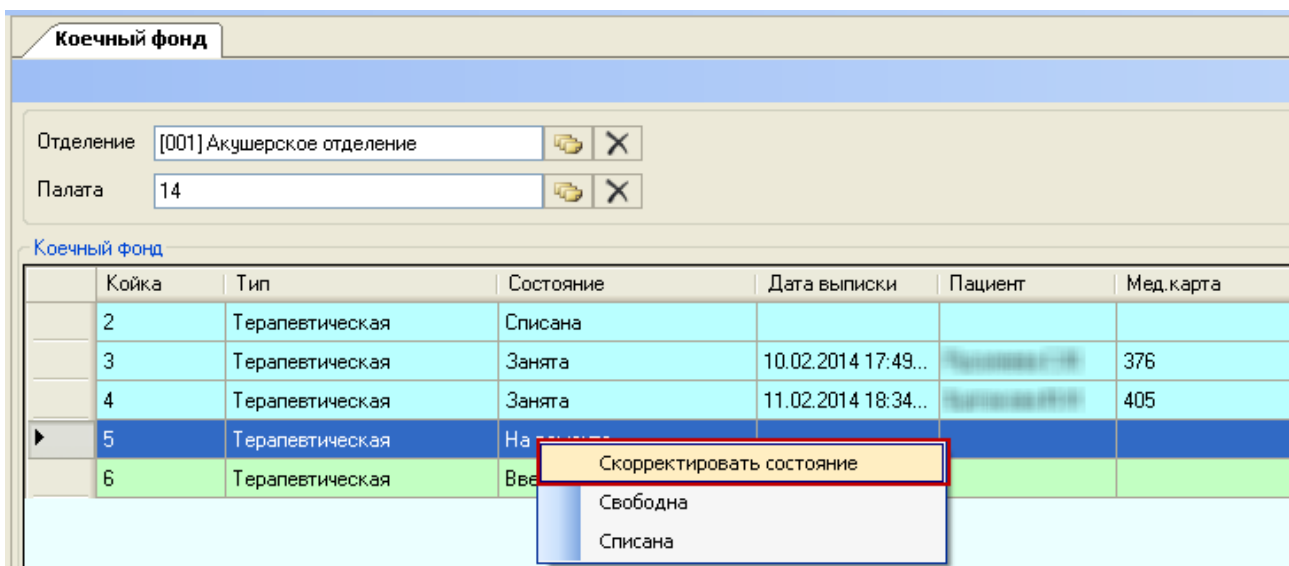 Коечный фонд
Отделение [001] Акушерское отделение
Палата 14
Коечный фонд
Койка Тип Состояние Дата выписки Пациент Мед.карта
2 Терапевтическая Списана
3 Терапевтическая Занята 10.02.2014 17:49... 376
4 Терапевтическая Занята 11.02.2014 18:34... 405
5 Терапевтическая На
Скорректировать состояние
6 Терапевтическая Вве
Свободна
Списана